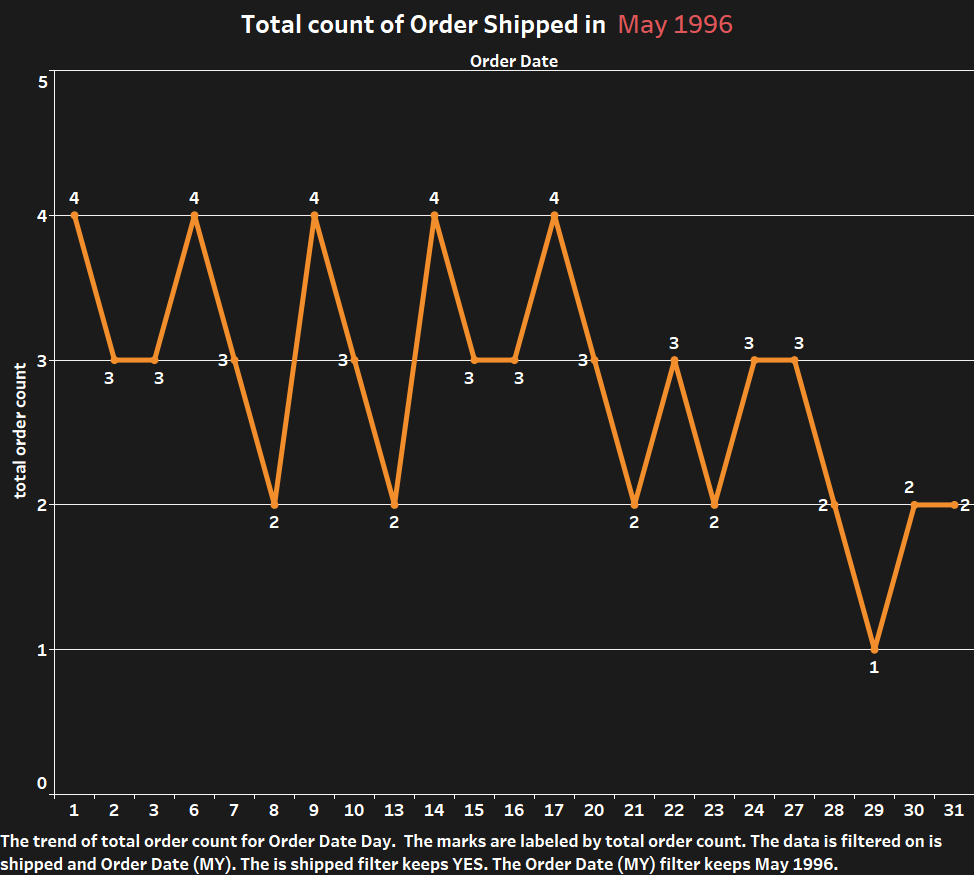 Total count of Order Shipped in May 1996
Order Date
5
4 4 4 4 4
4
3 3 3
3 3 3 3
3 3 3 3
total order count
2
2
2 2
2 2 2 2
1
1
0
1 2 3 6 7 8 9 10 13 14 15 16 17 20 21 22 23 24 27 28 29 30 31
The trend of total order count for Order Date Day. The marks are labeled by total order count. The data is filtered on is
shipped and Order Date (MY). The is shipped filter keeps YES. The Order Date (MY) filter keeps May 1996.